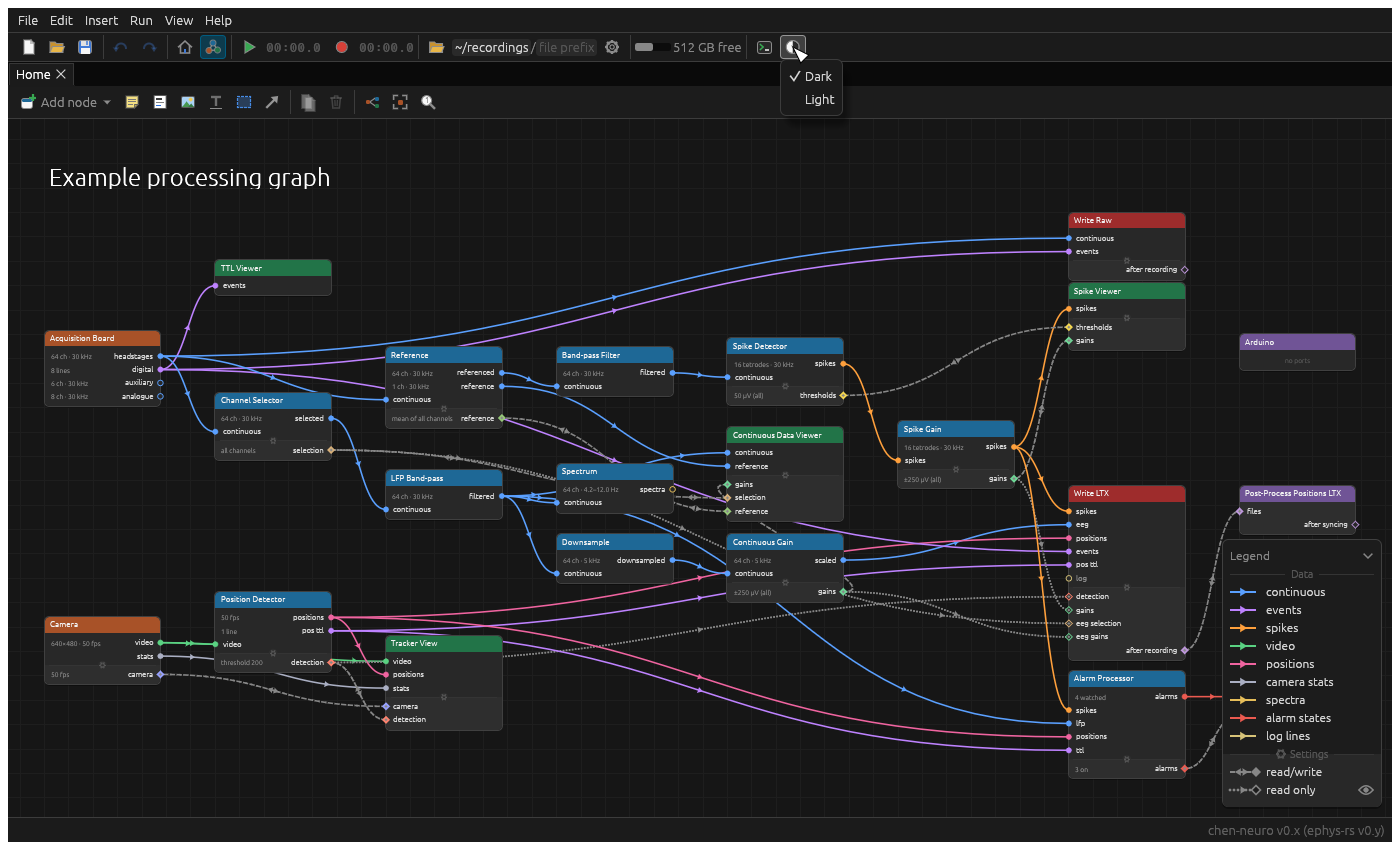 File Edit Insert Run View Help
00:00.0 00:00.0 ~/recordings/file prefix 512 GB free
Home
Dark
Light
Add node
Example processing graph
Write Raw
continuous
events
after recording
TTL Viewer
events
Spike Viewer
spikes
thresholds
gains
Acquisition Board
64 ch · 30 kHz headstages
8 lines digital
6 ch · 30 kHz auxiliary
8 ch · 30 kHz analogue
Reference
64 ch · 30 kHz referenced
1 ch · 30 kHz reference
continuous
mean of all channels reference
Band-pass Filter
64 ch · 30 kHz filtered
continuous
Spike Detector
16 tetrodes · 30 kHz spikes
continuous
50 µV (all) thresholds
Arduino
no ports
Channel Selector
64 ch · 30 kHz selected
continuous
all channels selection
Continuous Data Viewer
continuous
reference
gains
selection
reference
Spike Gain
16 tetrodes · 30 kHz spikes
spikes
±250 µV (all) gains
LFP Band-pass
64 ch · 30 kHz filtered
continuous
Spectrum
64 ch · 4.2–12.0 Hz spectra
continuous
Write LTX
spikes
eeg
positions
events
pos ttl
log
detection
gains
eeg selection
eeg gains
after recording
Post-Process Positions LTX
files
after syncing
Downsample
64 ch · 5 kHz downsampled
continuous
Continuous Gain
64 ch · 5 kHz scaled
continuous
±250 µV (all) gains
Camera
640×480 · 50 fps video
stats
50 fps camera
Position Detector
50 fps positions
1 line pos ttl
video
threshold 200 detection
Tracker View
video
positions
stats
camera
detection
Alarm Processor
4 watched alarms
spikes
lfp
positions
ttl
3 on alarms
Legend
Data
continuous
events
spikes
video
positions
camera stats
spectra
alarm states
log lines
Settings
read/write
read only
chen-neuro v0.x (ephys-rs v0.y)